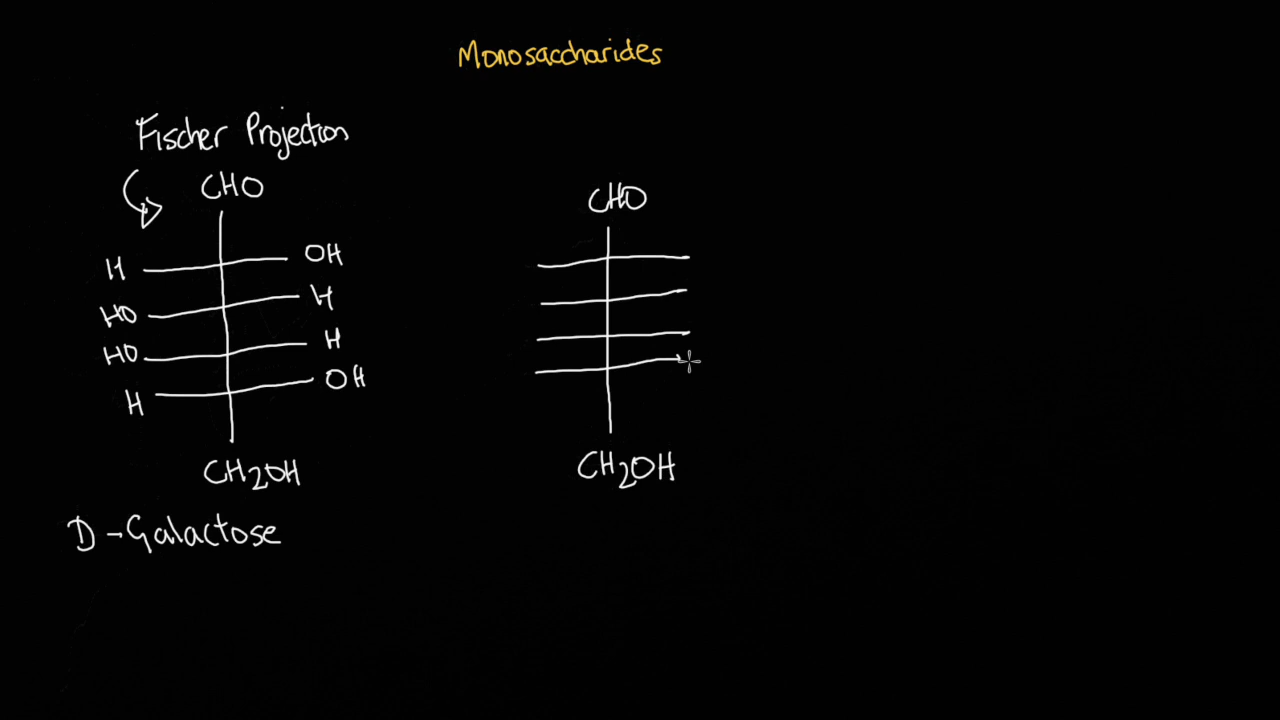 Monosaccharides
Fischer Projection
CHO
H OH
HO H
HO H
H OH
CH2OH
D-Galactose
CHO
CH2OH